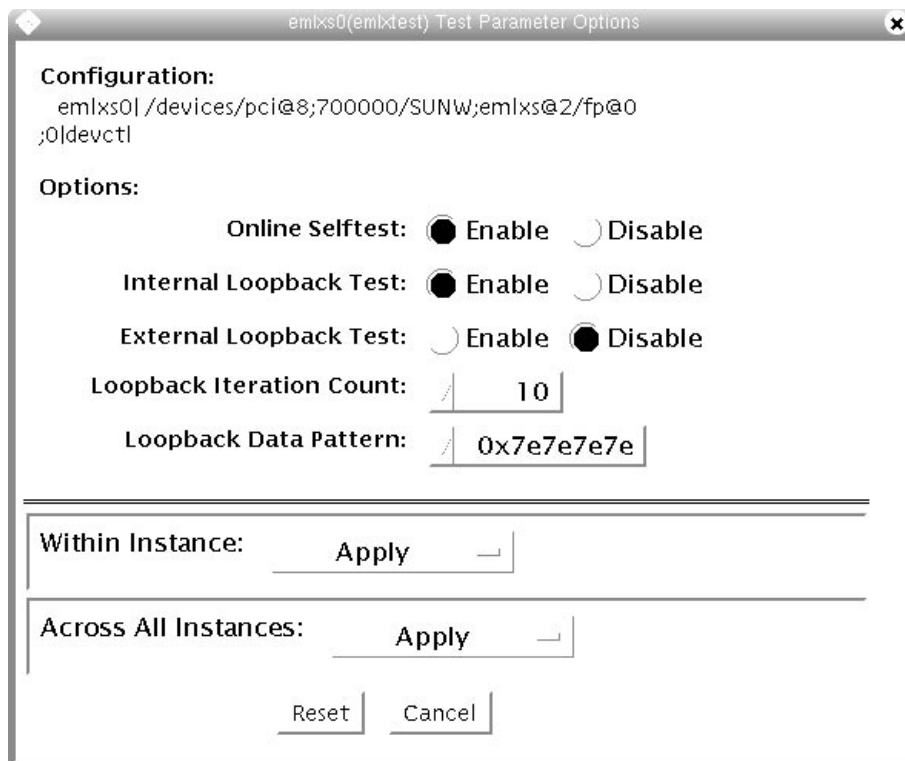 emlxs0(emlxtest) Test Parameter Options
Configuration:
emlxs0| /devices/pci@8;700000/SUNW;emlxs@2/fp@0
;0|devctl
Options:
Online Selftest: Enable Disable
Internal Loopback Test: Enable Disable
External Loopback Test: Enable Disable
Loopback Iteration Count: 10
Loopback Data Pattern: 0x7e7e7e7e
Within Instance: Apply
Across All Instances: Apply
Reset Cancel